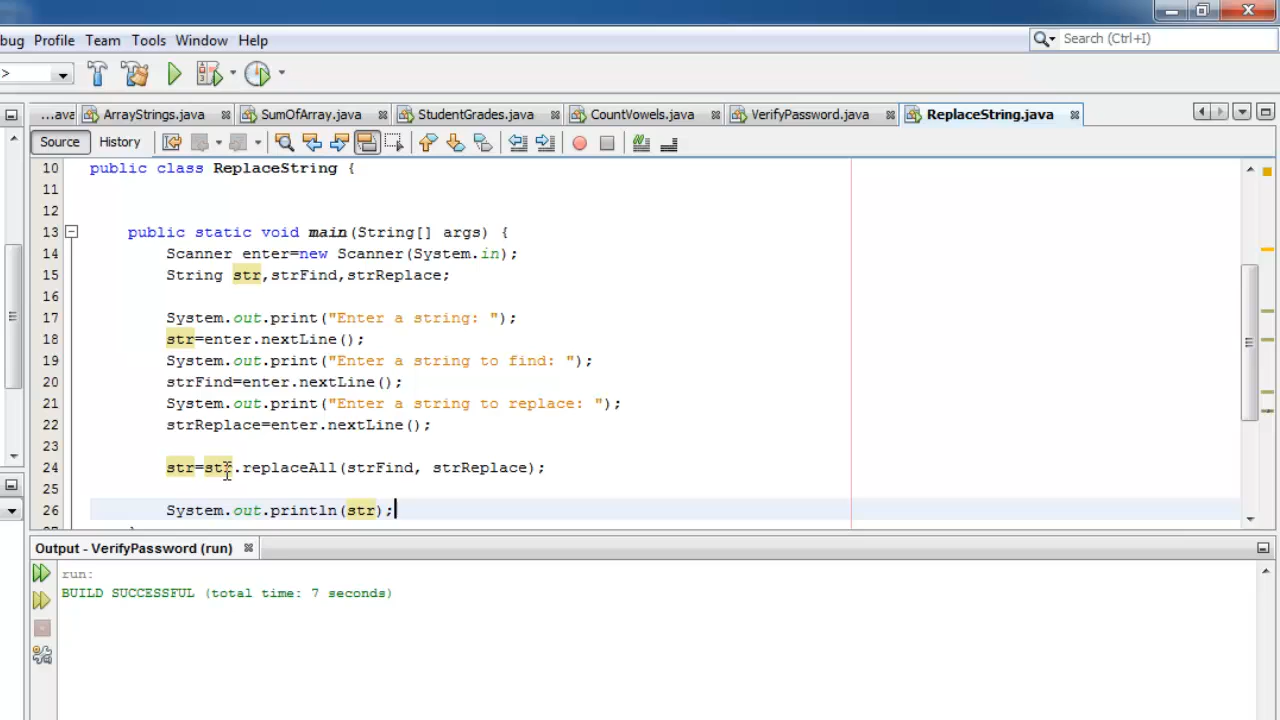 bug Profile Team Tools Window Help
Search (Ctrl+I)
>
...ava ArrayStrings.java SumOfArray.java StudentGrades.java CountVowels.java VerifyPassword.java ReplaceString.java
Source History
10 public class ReplaceString {
11
12
13 public static void main(String[] args) {
14 Scanner enter=new Scanner(System.in);
15 String str,strFind,strReplace;
16
17 System.out.print("Enter a string: ");
18 str=enter.nextLine();
19 System.out.print("Enter a string to find: ");
20 strFind=enter.nextLine();
21 System.out.print("Enter a string to replace: ");
22 strReplace=enter.nextLine();
23
24 str=str.replaceAll(strFind, strReplace);
25
26 System.out.println(str);
Output - VerifyPassword (run)
run:
BUILD SUCCESSFUL (total time: 7 seconds)